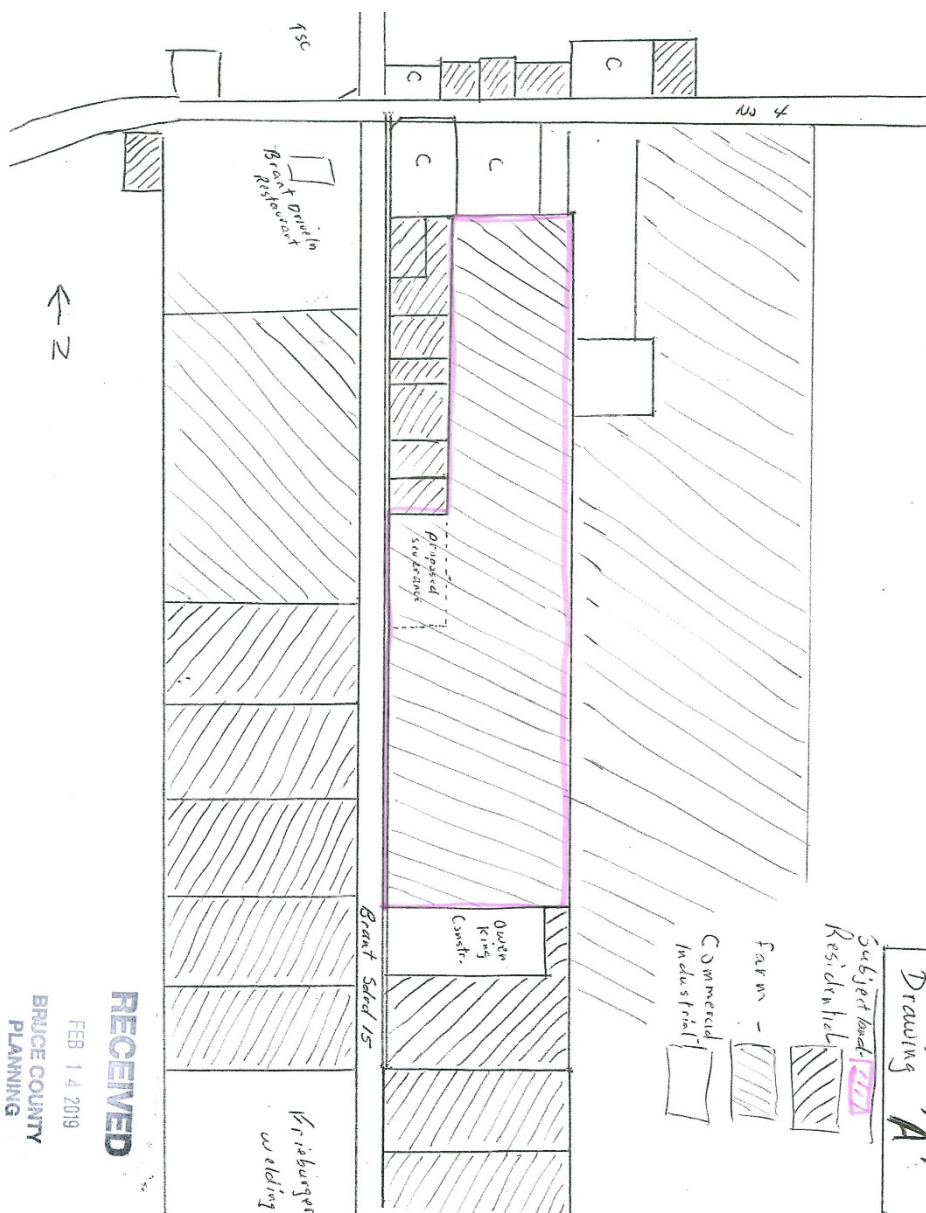 Drawing 'A'
Subject land
Residential
Farm -
Commercial
Industrial
TSC
C
C
No 4
C
C
Brant Drive In
Restaurant
← N
proposed
severance
Owen
King
Constr.
Brant Sdrd 15
Frieburger
welding
RECEIVED
FEB 14 2019
BRUCE COUNTY
PLANNING